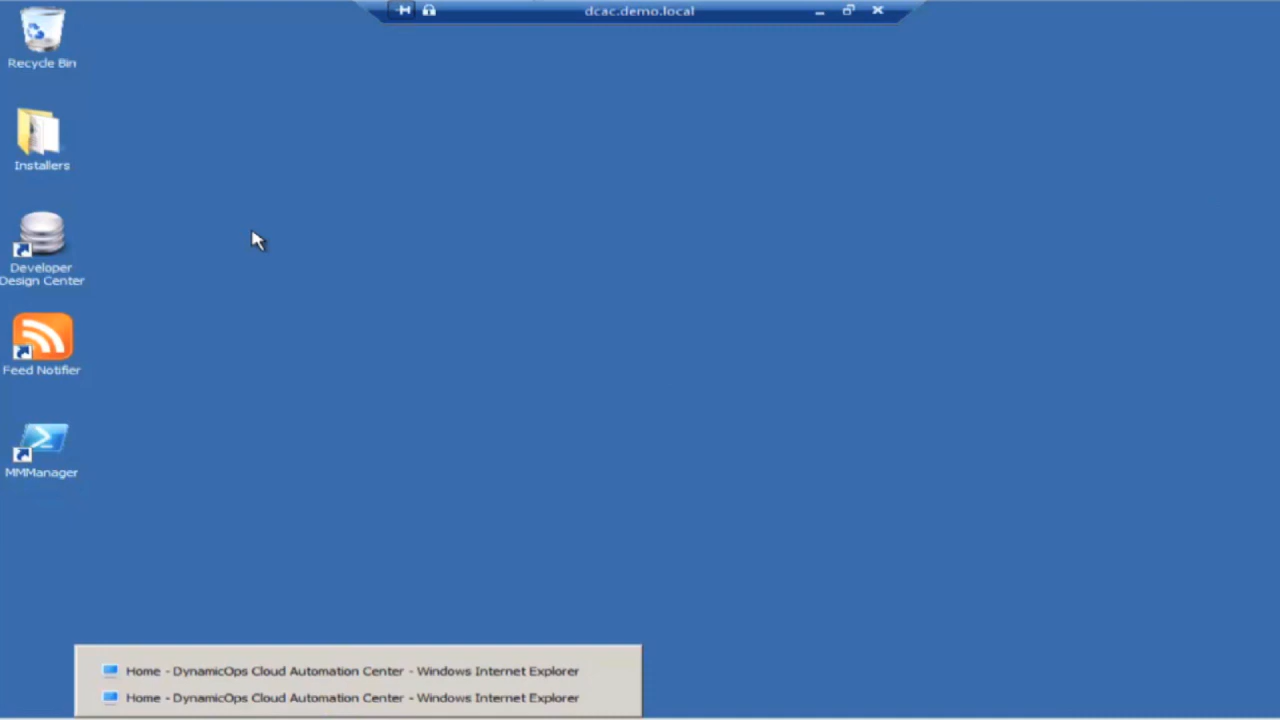 dcac.demo.local
Recycle Bin
Installers
Developer
Design Center
Feed Notifier
MMManager
Home - DynamicOps Cloud Automation Center - Windows Internet Explorer
Home - DynamicOps Cloud Automation Center - Windows Internet Explorer